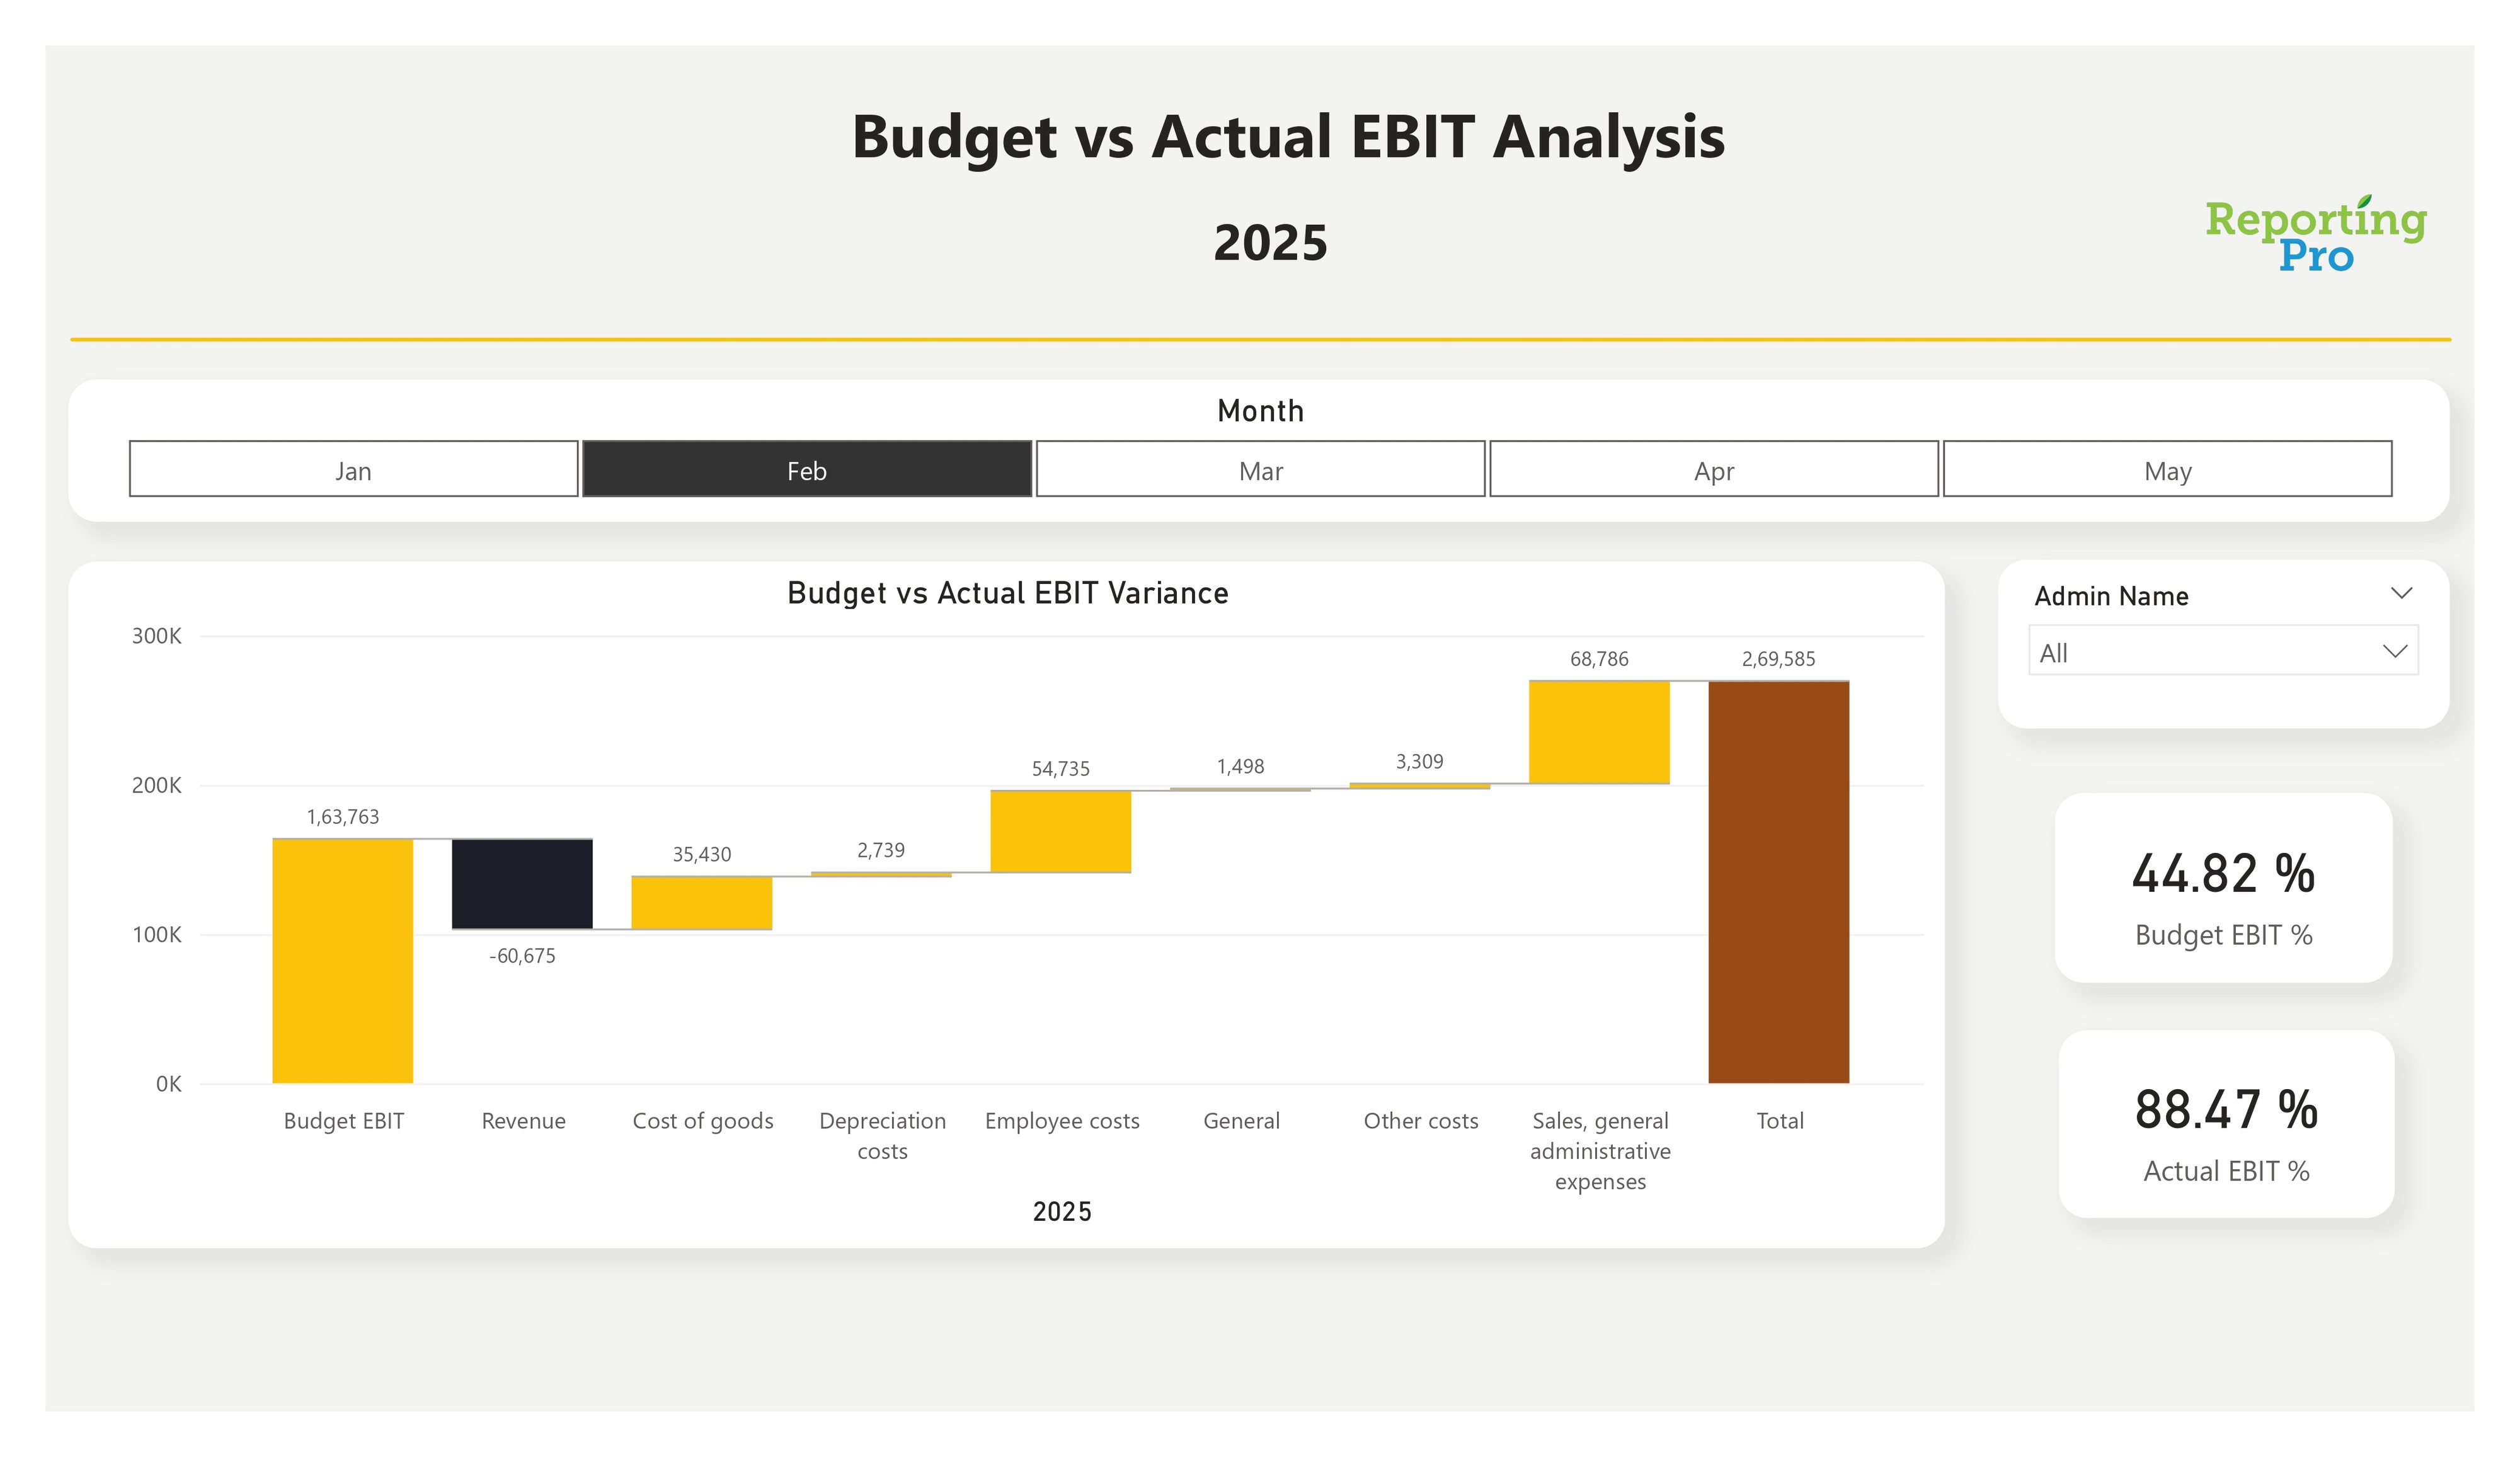 Budget vs Actual EBIT Analysis
2025
Reporting
Pro
Month
Jan
Feb
Mar
Apr
May
Budget vs Actual EBIT Variance
300K
200K
100K
0K
1,63,763
-60,675
35,430
2,739
54,735
1,498
3,309
68,786
2,69,585
Budget EBIT
Revenue
Cost of goods
Depreciation
costs
Employee costs
General
Other costs
Sales, general
administrative
expenses
Total
2025
Admin Name
All
44.82 %
Budget EBIT %
88.47 %
Actual EBIT %